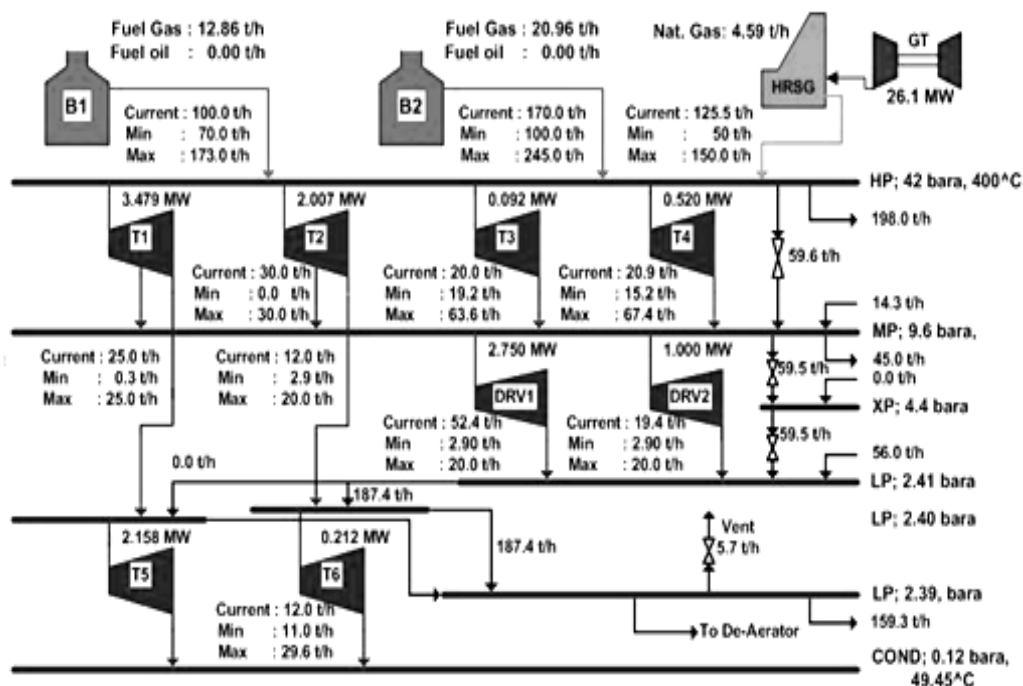 Fuel Gas : 12.86 t/h
Fuel oil : 0.00 t/h
Fuel Gas : 20.96 t/h
Fuel oil : 0.00 t/h
Nat. Gas: 4.59 t/h
GT
HRSG
26.1 MW
B1
B2
Current : 100.0 t/h
Min : 70.0 t/h
Max : 173.0 t/h
Current : 170.0 t/h
Min : 100.0 t/h
Max : 245.0 t/h
Current : 125.5 t/h
Min : 50 t/h
Max : 150.0 t/h
HP; 42 bara, 400^C
3.479 MW
2.007 MW
0.092 MW
0.520 MW
198.0 t/h
T1
T2
T3
T4
59.6 t/h
Current : 30.0 t/h
Min : 0.0 t/h
Max : 30.0 t/h
Current : 20.0 t/h
Min : 19.2 t/h
Max : 63.6 t/h
Current : 20.9 t/h
Min : 15.2 t/h
Max : 67.4 t/h
14.3 t/h
MP; 9.6 bara,
Current : 25.0 t/h
Min : 0.3 t/h
Max : 25.0 t/h
Current : 12.0 t/h
Min : 2.9 t/h
Max : 20.0 t/h
2.750 MW
1.000 MW
59.5 t/h
45.0 t/h
0.0 t/h
DRV1
DRV2
XP; 4.4 bara
Current : 52.4 t/h
Min : 2.90 t/h
Max : 20.0 t/h
Current : 19.4 t/h
Min : 2.90 t/h
Max : 20.0 t/h
59.5 t/h
56.0 t/h
0.0 t/h
LP; 2.41 bara
187.4 t/h
LP; 2.40 bara
2.158 MW
0.212 MW
187.4 t/h
Vent
5.7 t/h
T5
T6
LP; 2.39, bara
Current : 12.0 t/h
Min : 11.0 t/h
Max : 29.6 t/h
To De-Aerator
159.3 t/h
COND; 0.12 bara,
49.45^C